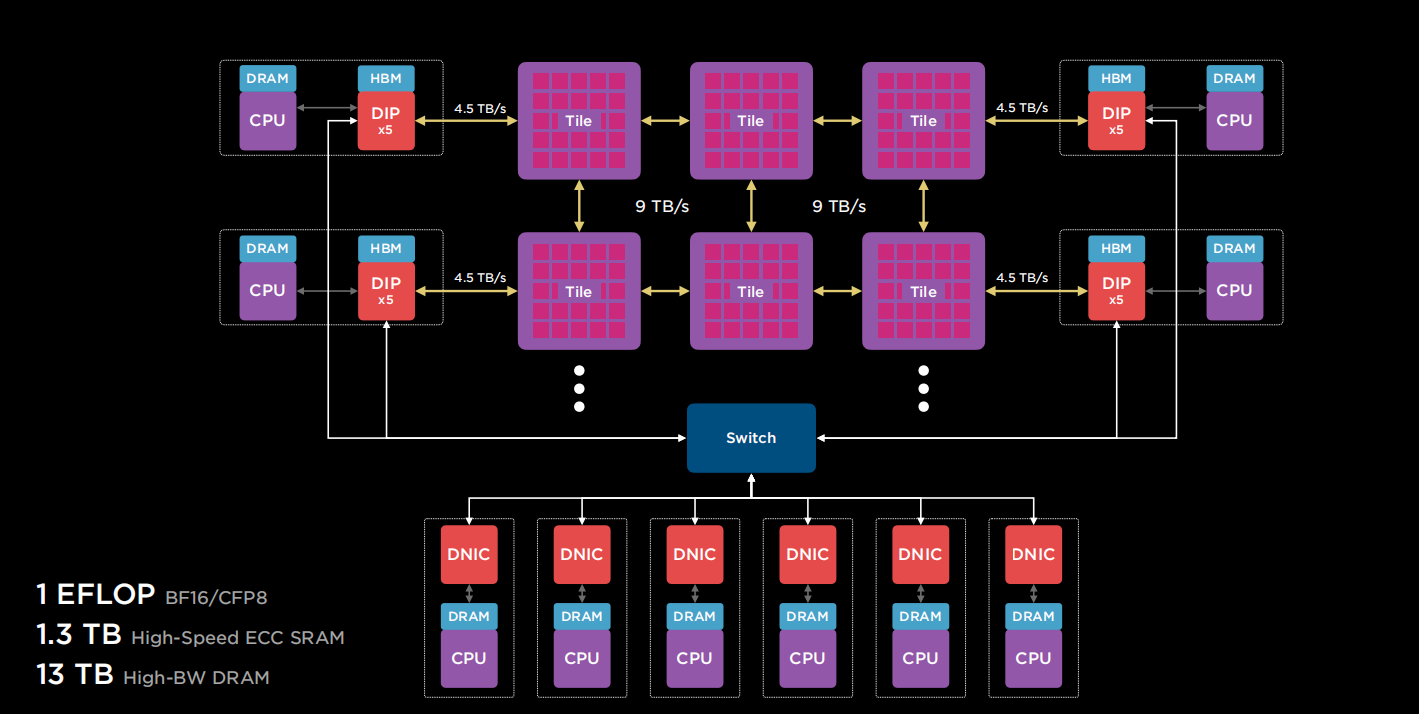 DRAM HBM HBM DRAM
4.5 TB/s 4.5 TB/s
CPU DIP Tile Tile Tile DIP CPU
x5 x5
9 TB/s 9 TB/s
DRAM HBM HBM DRAM
4.5 TB/s 4.5 TB/s
CPU DIP Tile Tile Tile DIP CPU
x5 x5
Switch
DNIC DNIC DNIC DNIC DNIC DNIC
DRAM DRAM DRAM DRAM DRAM DRAM
CPU CPU CPU CPU CPU CPU
1 EFLOP BF16/CFP8
1.3 TB High-Speed ECC SRAM
13 TB High-BW DRAM